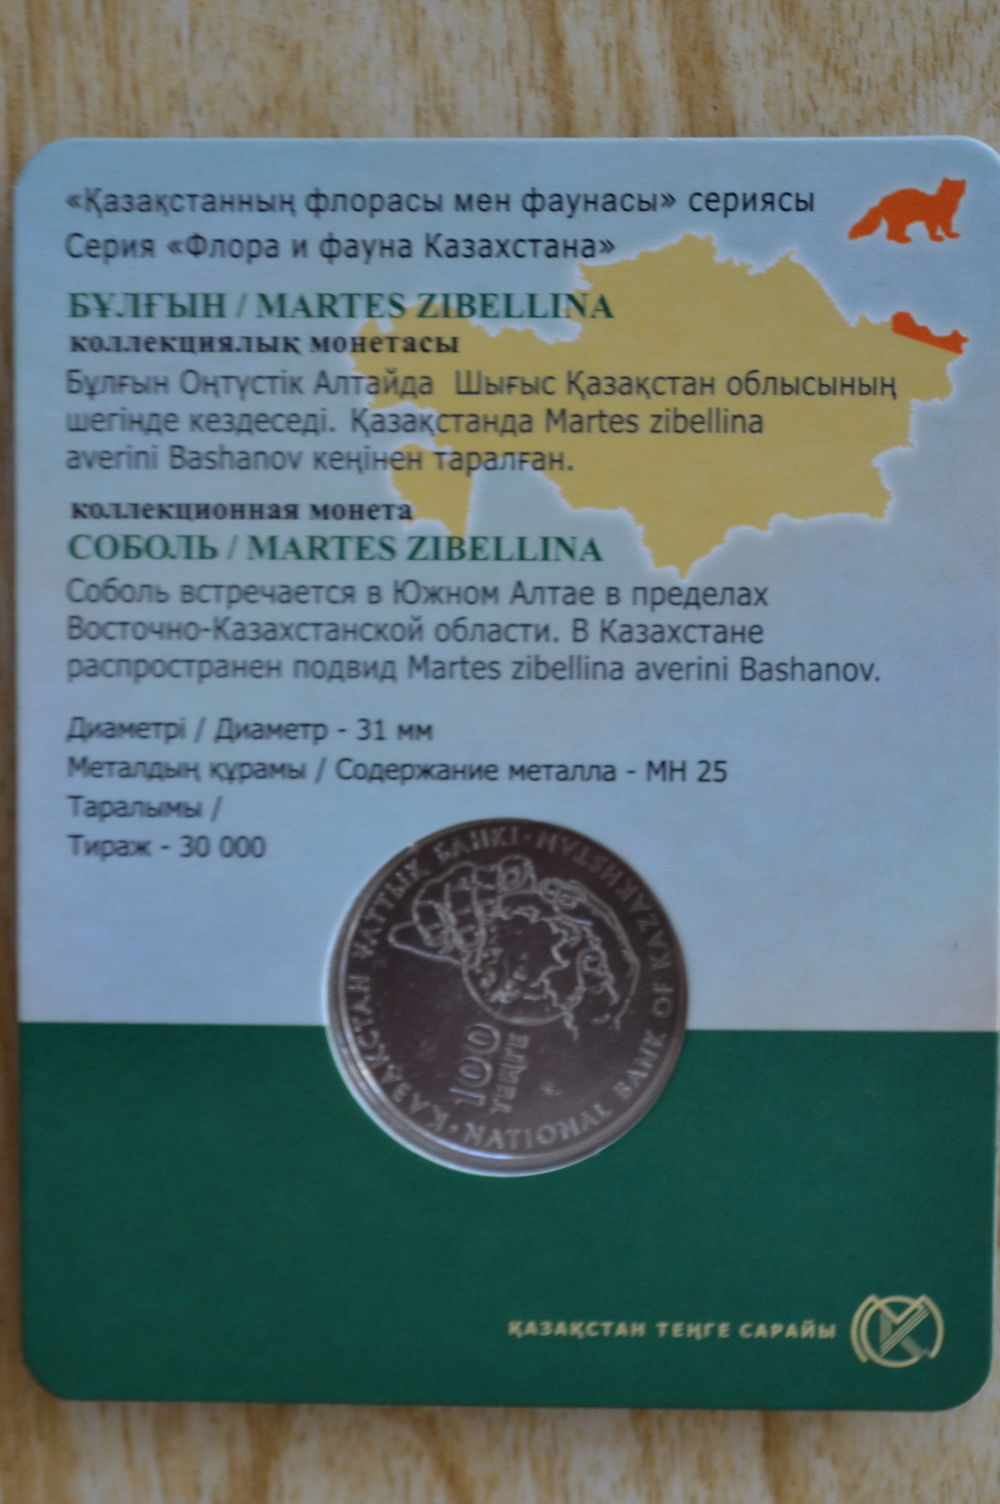 «Қазақстанның флорасы мен фаунасы» сериясы
Серия «Флора и фауна Казахстана»
БҰЛҒЫН / MARTES ZIBELLINA
коллекциялық монетасы
Бұлғын Оңтүстік Алтайда Шығыс Қазақстан облысының
шегінде кездеседі. Қазақстанда Martes zibellina
averini Bashanov кеңінен таралған.
коллекционная монета
СОБОЛЬ / MARTES ZIBELLINA
Соболь встречается в Южном Алтае в пределах
Восточно-Казахстанской области. В Казахстане
распространен подвид Martes zibellina averini Bashanov.
Диаметрі / Диаметр - 31 мм
Металдың құрамы / Содержание металла - МН 25
Таралымы /
Тираж - 30 000
ҚАЗАҚСТАН ҰЛТТЫҚ БАНКІ • NATIONAL BANK OF KAZAKHSTAN •
100
ТЕҢГЕ
ҚАЗАҚСТАН ТЕҢГЕ САРАЙЫ